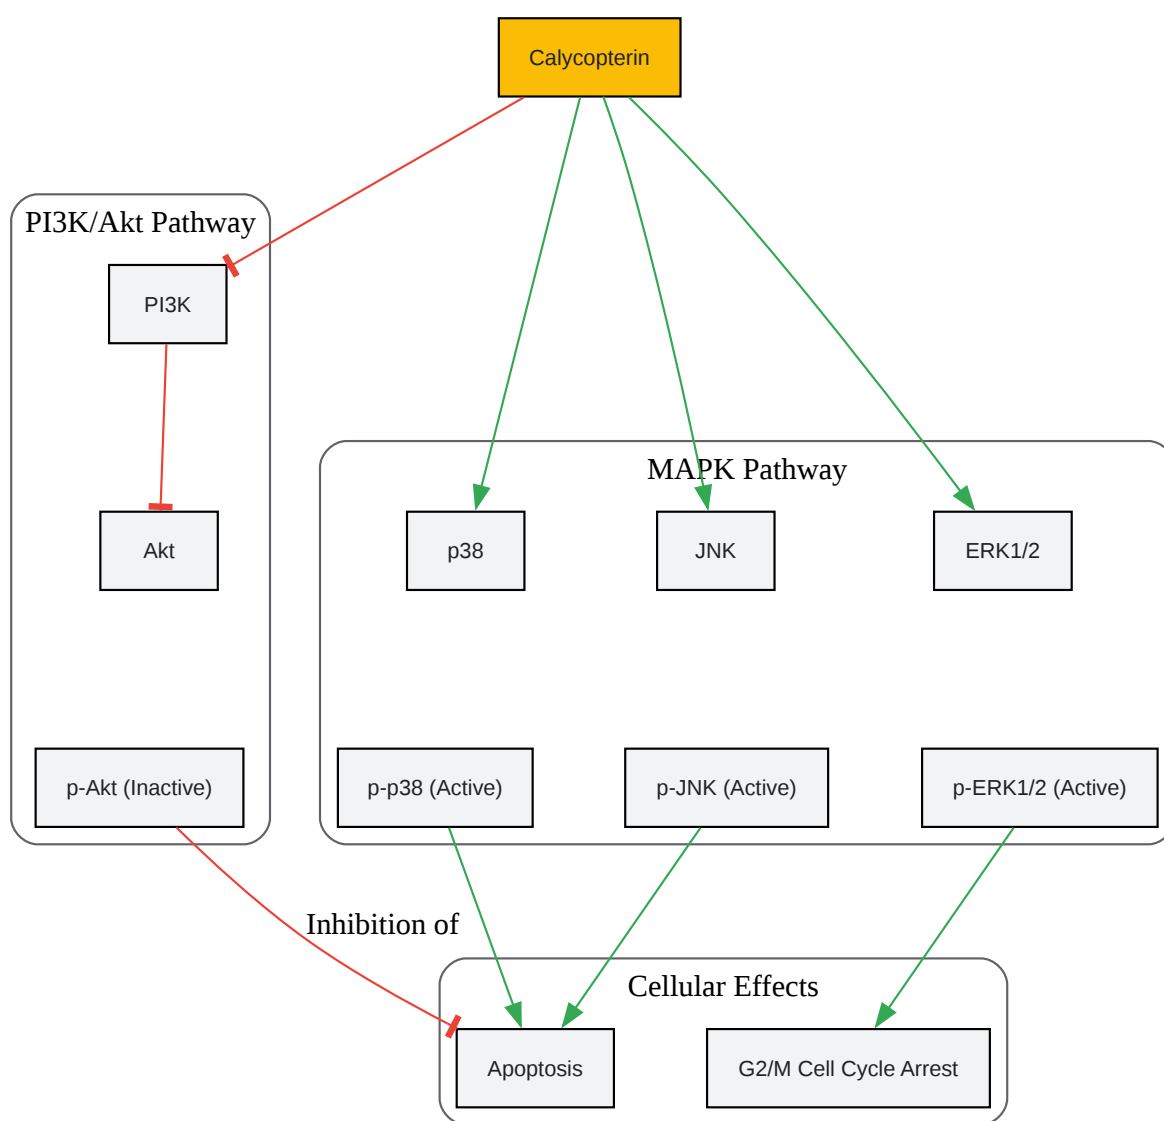 Calycopterin
PI3K/Akt Pathway
PI3K
MAPK Pathway
Akt
p38
JNK
ERK1/2
p-Akt (Inactive)
p-p38 (Active)
p-JNK (Active)
p-ERK1/2 (Active)
Inhibition of
Cellular Effects
Apoptosis
G2/M Cell Cycle Arrest